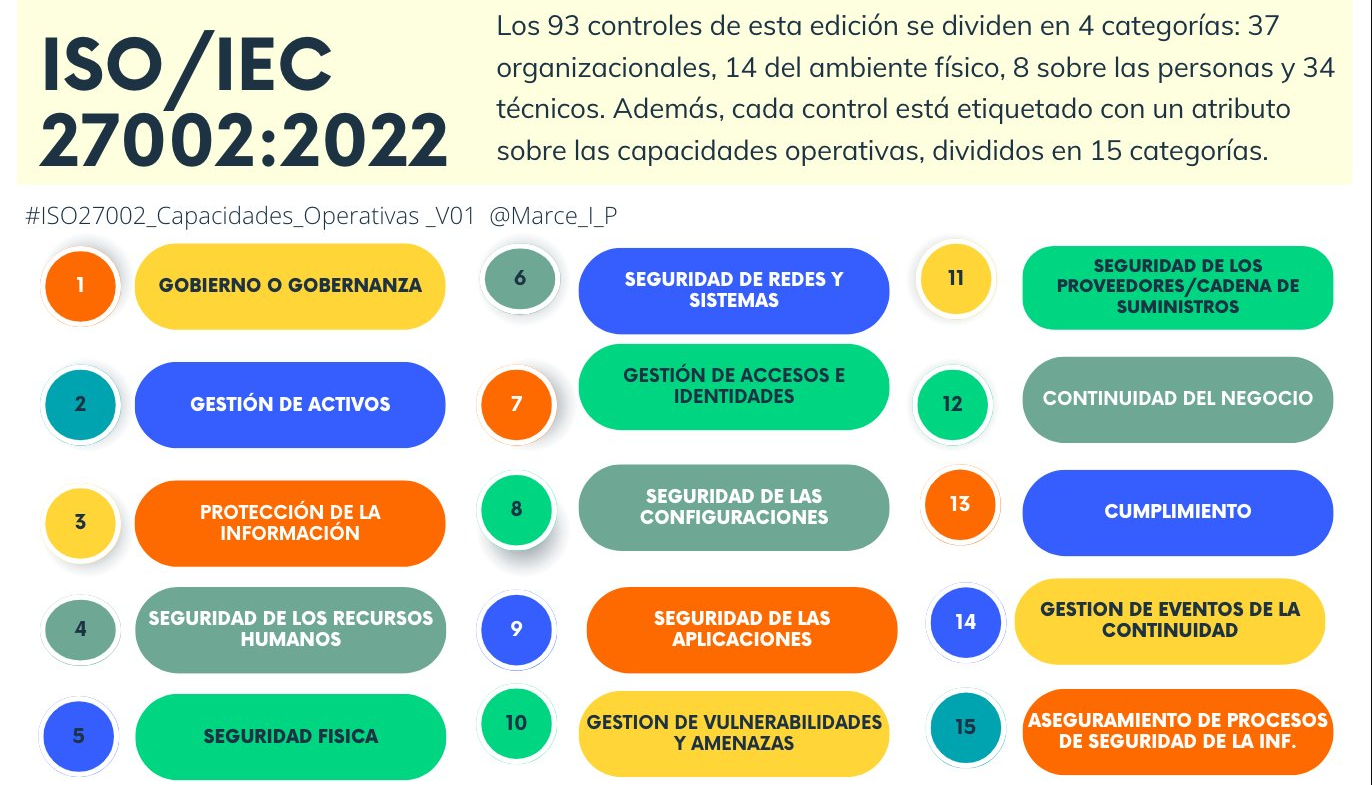 ISO/IEC
27002:2022
Los 93 controles de esta edición se dividen en 4 categorías: 37
organizacionales, 14 del ambiente físico, 8 sobre las personas y 34
técnicos. Además, cada control está etiquetado con un atributo
sobre las capacidades operativas, divididos en 15 categorías.
#ISO27002_Capacidades_Operativas _V01 @Marce_I_P
1
GOBIERNO O GOBERNANZA
2
GESTIÓN DE ACTIVOS
3
PROTECCIÓN DE LA
INFORMACIÓN
4
SEGURIDAD DE LOS RECURSOS
HUMANOS
5
SEGURIDAD FISICA
6
SEGURIDAD DE REDES Y
SISTEMAS
7
GESTIÓN DE ACCESOS E
IDENTIDADES
8
SEGURIDAD DE LAS
CONFIGURACIONES
9
SEGURIDAD DE LAS
APLICACIONES
10
GESTION DE VULNERABILIDADES
Y AMENAZAS
11
SEGURIDAD DE LOS
PROVEEDORES/CADENA DE
SUMINISTROS
12
CONTINUIDAD DEL NEGOCIO
13
CUMPLIMIENTO
14
GESTION DE EVENTOS DE LA
CONTINUIDAD
15
ASEGURAMIENTO DE PROCESOS
DE SEGURIDAD DE LA INF.